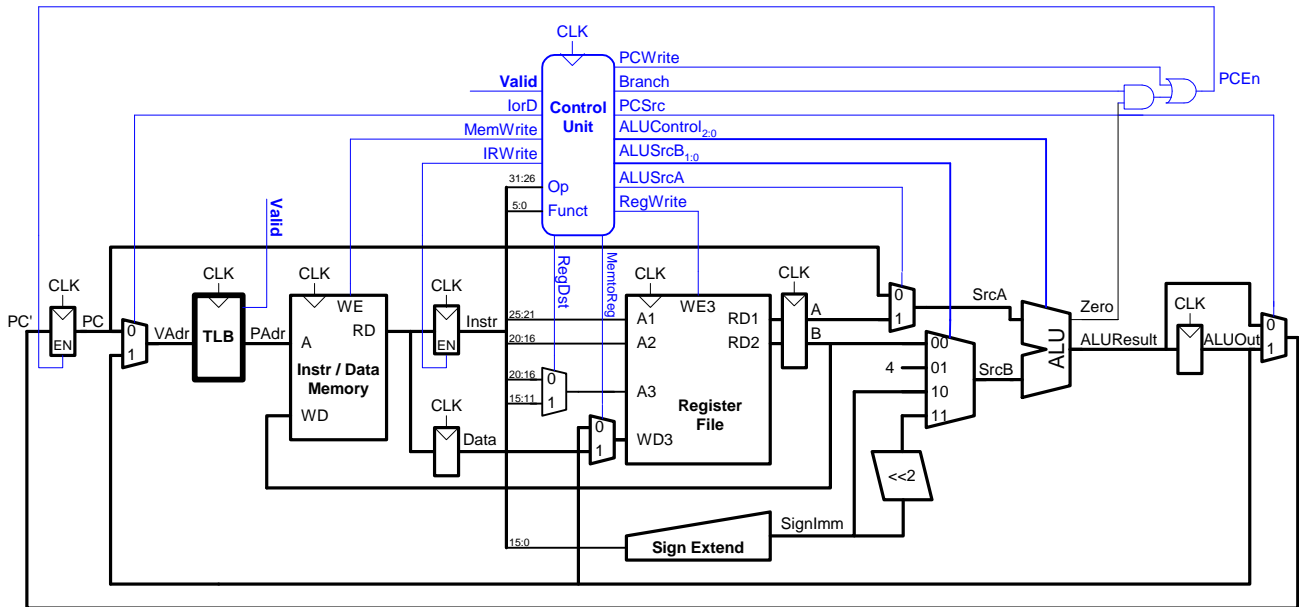 CLK
PCWrite
Valid
Branch
PCEn
IorD
Control
Unit
PCSrc
MemWrite
ALUControl2:0
IRWrite
ALUSrcB1:0
31:26
Op
ALUSrcA
5:0
Funct
RegWrite
Valid
RegDst
MemtoReg
CLK
CLK
CLK
CLK
CLK
CLK
PC'
PC
EN
0
1
VAdr
TLB
PAdr
WE
RD
A
Instr / Data
Memory
WD
EN
Instr
25:21
20:16
A1
A2
WE3
RD1
RD2
A
B
0
1
SrcA
Zero
ALU
ALUResult
ALUOut
0
1
20:16
15:11
0
1
A3
Register
File
4
00
01
10
11
SrcB
CLK
Data
0
1
WD3
<<2
SignImm
15:0
Sign Extend